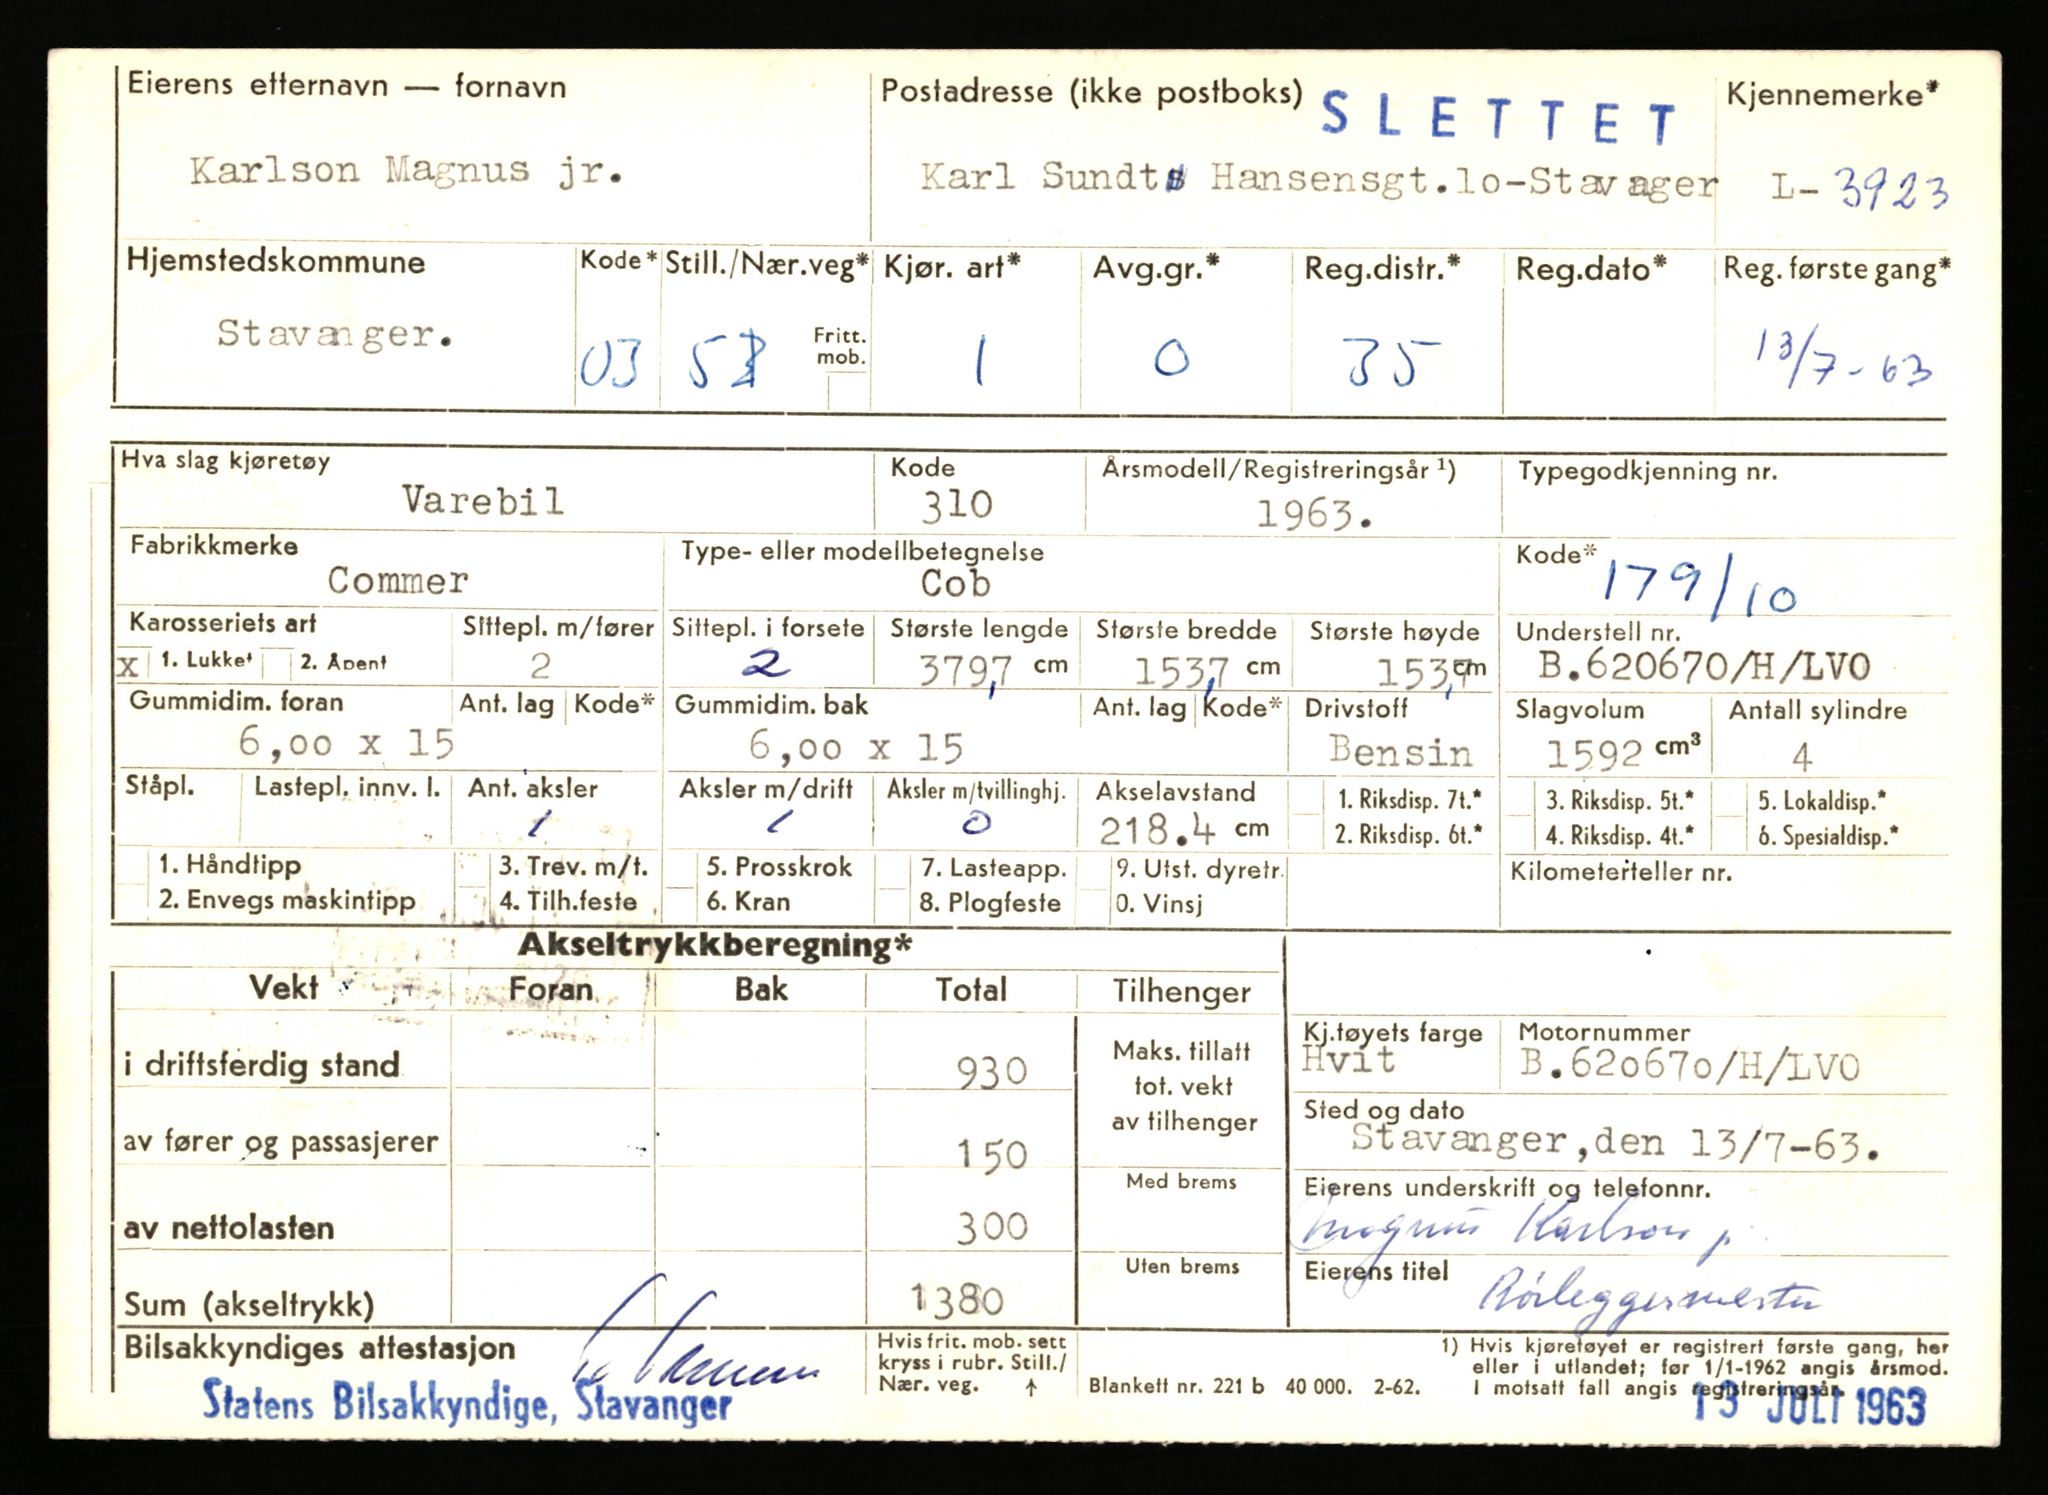 Eierens etternavn — fornavn
Karlson Magnus jr.
Postadresse (ikke postboks)
SLETTET
Karl Sundts Hansensgt.lo-Stavager
Kjennemerke*
L- 3923
Hjemstedskommune
Stavanger.
Kode*
03
Still./Nær.veg*
Fritt. mob.
Kjør. art*
1
Avg.gr.*
0
Reg.distr.*
35
Reg.dato*
Reg. første gang*
13/7-63
Hva slag kjøretøy
Varebil
Kode
310
Årsmodell/Registreringsår ¹)
1963.
Typegodkjenning nr.
Fabrikkmerke
Commer
Type- eller modellbetegnelse
Cob
Kode*
179/10
Karosseriets art
x 1. Lukket 2. Åpent
Sittepl. m/fører
2
Sittepl. i forsete
2
Største lengde
379,7 cm
Største bredde
153,7 cm
Største høyde
153,7 cm
Understell nr.
B.620670/H/LVO
Gummidim. foran
6,00 x 15
Ant. lag Kode*
Gummidim. bak
6,00 x 15
Ant. lag Kode*
Drivstoff
Bensin
Slagvolum
1592 cm³
Antall sylindre
4
Ståpl.
Lastepl. innv. l.
Ant. aksler
1
Aksler m/drift
1
Aksler m/tvillinghj.
0
Akselavstand
218.4 cm
1. Riksdisp. 7t.*
2. Riksdisp. 6t.*
3. Riksdisp. 5t.*
4. Riksdisp. 4t.*
5. Lokaldisp.*
6. Spesialdisp.*
1. Håndtipp
2. Envegs maskintipp
3. Trev. m/t.
4. Tilh.feste
5. Prosskrok
6. Kran
7. Lasteapp.
8. Plogfeste
9. Utst. dyretr.
0. Vinsj
Kilometerteller nr.
Akseltrykkberegning*
Vekt Foran Bak Total Tilhenger
i driftsferdig stand 930
av fører og passasjerer 150
av nettolasten 300
Sum (akseltrykk) 1380
Maks. tillatt
tot. vekt
av tilhenger
Med brems
Uten brems
Kj.tøyets farge
Hvit
Motornummer
B.620670/H/LVO
Sted og dato
Stavanger, den 13/7-63.
Eierens underskrift og telefonnr.
Magnus Karlson jr.
Eierens titel
Rörleggermester
Bilsakkyndiges attestasjon
Statens Bilsakkyndige, Stavanger
Hvis frit. mob. sett
kryss i rubr. Still./
Nær. veg. ↑
Blankett nr. 221 b 40 000. 2-62.
1) Hvis kjøretøyet er registrert første gang, her
eller i utlandet; før 1/1-1962 angis årsmod.
I motsatt fall angis registreringsår.
13 JULI 1963